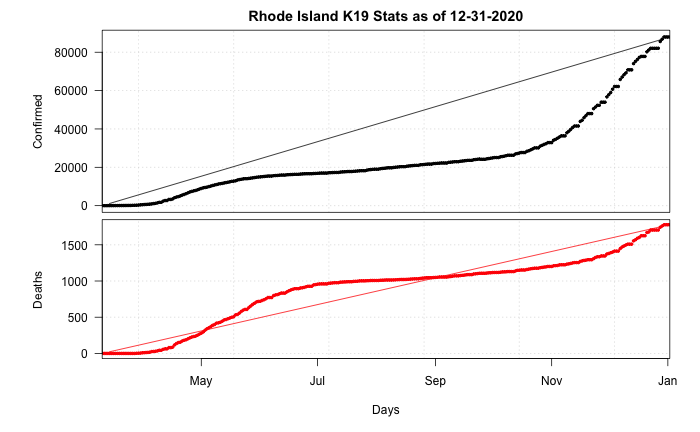 Rhode Island K19 Stats as of 12-31-2020
Confirmed
80000
60000
40000
20000
0
Deaths
1500
1000
500
0
May Jul Sep Nov Jan
Days